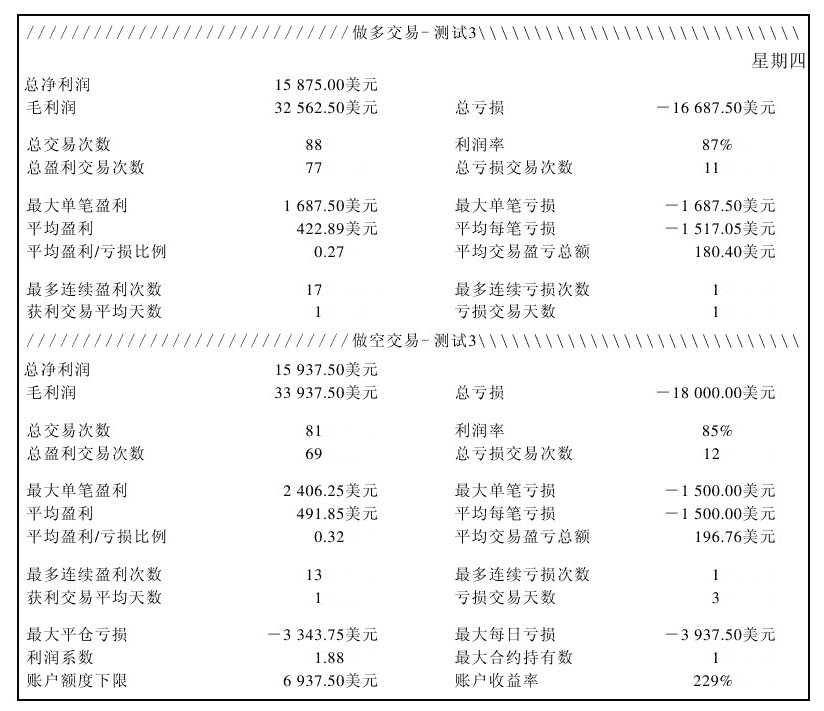 /////////////////////////////做多交易-测试3\\\\\\\\\\\\\\\\\\\\\\\\\\\\\
星期四
总净利润 15 875.00美元
毛利润 32 562.50美元 总亏损 －16 687.50美元
总交易次数 88 利润率 87%
总盈利交易次数 77 总亏损交易次数 11
最大单笔盈利 1 687.50美元 最大单笔亏损 －1 687.50美元
平均盈利 422.89美元 平均每笔亏损 －1 517.05美元
平均盈利/亏损比例 0.27 平均交易盈亏总额 180.40美元
最多连续盈利次数 17 最多连续亏损次数 1
获利交易平均天数 1 亏损交易天数 1
/////////////////////////////做空交易-测试3\\\\\\\\\\\\\\\\\\\\\\\\\\\\\
总净利润 15 937.50美元
毛利润 33 937.50美元 总亏损 －18 000.00美元
总交易次数 81 利润率 85%
总盈利交易次数 69 总亏损交易次数 12
最大单笔盈利 2 406.25美元 最大单笔亏损 －1 500.00美元
平均盈利 491.85美元 平均每笔亏损 －1 500.00美元
平均盈利/亏损比例 0.32 平均交易盈亏总额 196.76美元
最多连续盈利次数 13 最多连续亏损次数 1
获利交易平均天数 1 亏损交易天数 3
最大平仓亏损 －3 343.75美元 最大每日亏损 －3 937.50美元
利润系数 1.88 最大合约持有数 1
账户额度下限 6 937.50美元 账户收益率 229%